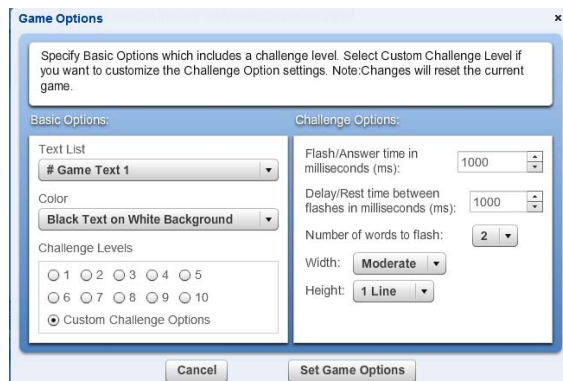 Game Options
x
Specify Basic Options which includes a challenge level. Select Custom Challenge Level if
you want to customize the Challenge Option settings. Note:Changes will reset the current
game.
Basic Options:
Text List
# Game Text 1
Color
Black Text on White Background
Challenge Levels
1 2 3 4 5
6 7 8 9 10
Custom Challenge Options
Challenge Options:
Flash/Answer time in
milliseconds (ms):
1000
Delay/Rest time between
flashes in milliseconds (ms):
1000
Number of words to flash: 2
Width: Moderate
Height: 1 Line
Cancel Set Game Options